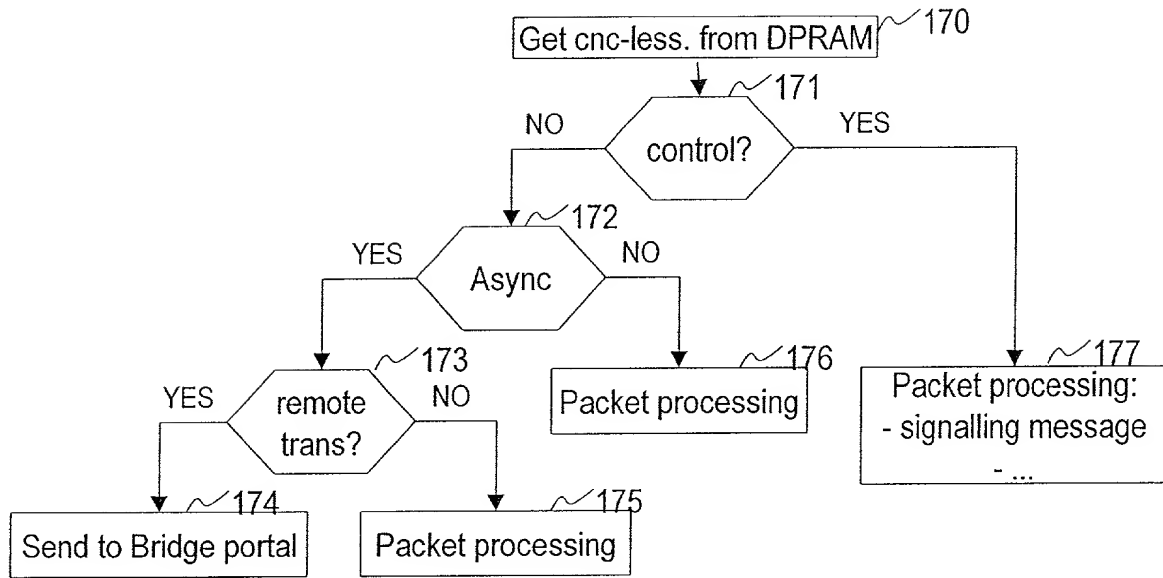 Get cnc-less. from DPRAM
170
171
NO
control?
YES
172
YES
Async
NO
173
YES
remote
trans?
NO
176
Packet processing
177
Packet processing:
- signalling message
- ...
174
Send to Bridge portal
175
Packet processing